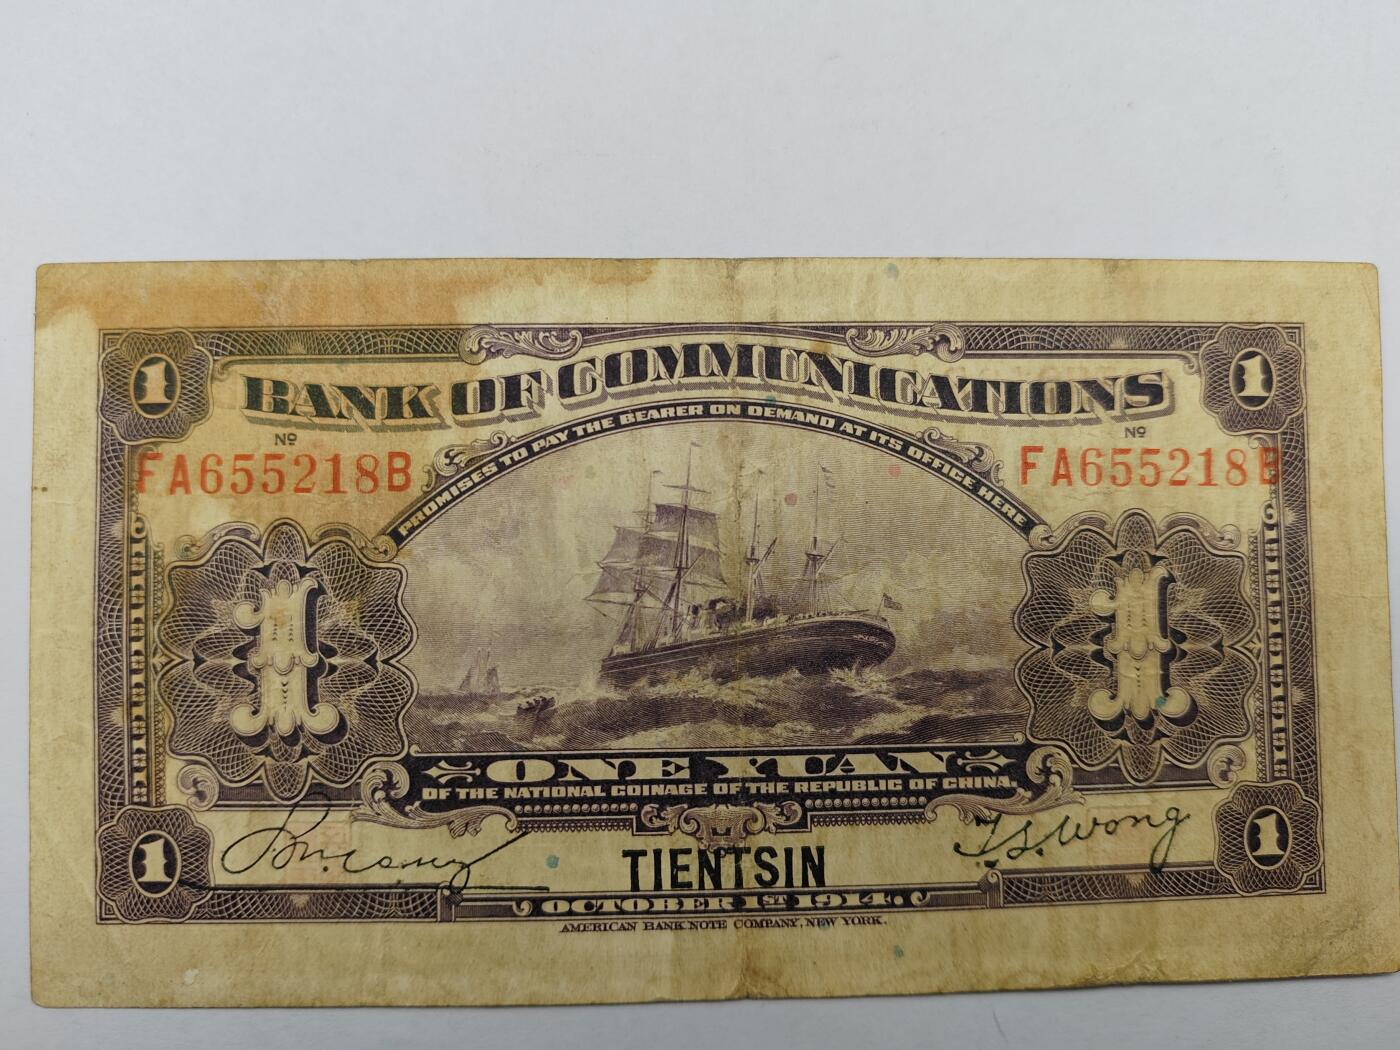 1 1
BANK OF COMMUNICATIONS
PROMISES TO PAY THE BEARER ON DEMAND AT ITS OFFICE HERE
Nº Nº
FA655218B FA655218B
1 1
ONE YUAN
OF THE NATIONAL COINAGE OF THE REPUBLIC OF CHINA.
T.S. Wong
1 1
TIENTSIN
OCTOBER 1ST 1914.
AMERICAN BANK NOTE COMPANY, NEW YORK.